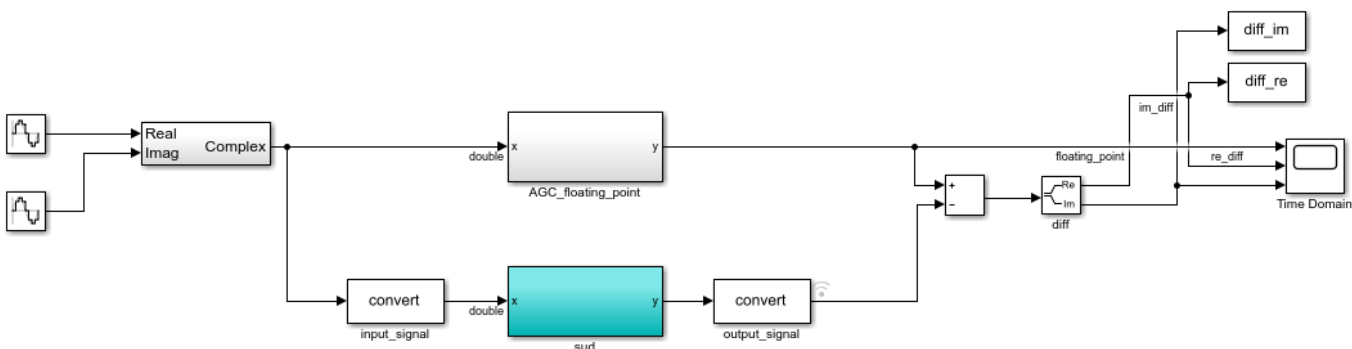 diff_im
diff_re
im_diff
Real
Imag
Complex
double
x
y
AGC_floating_point
floating_point
re_diff
Time Domain
+
−
Re
Im
diff
convert
input_signal
double
x
y
sud
convert
output_signal